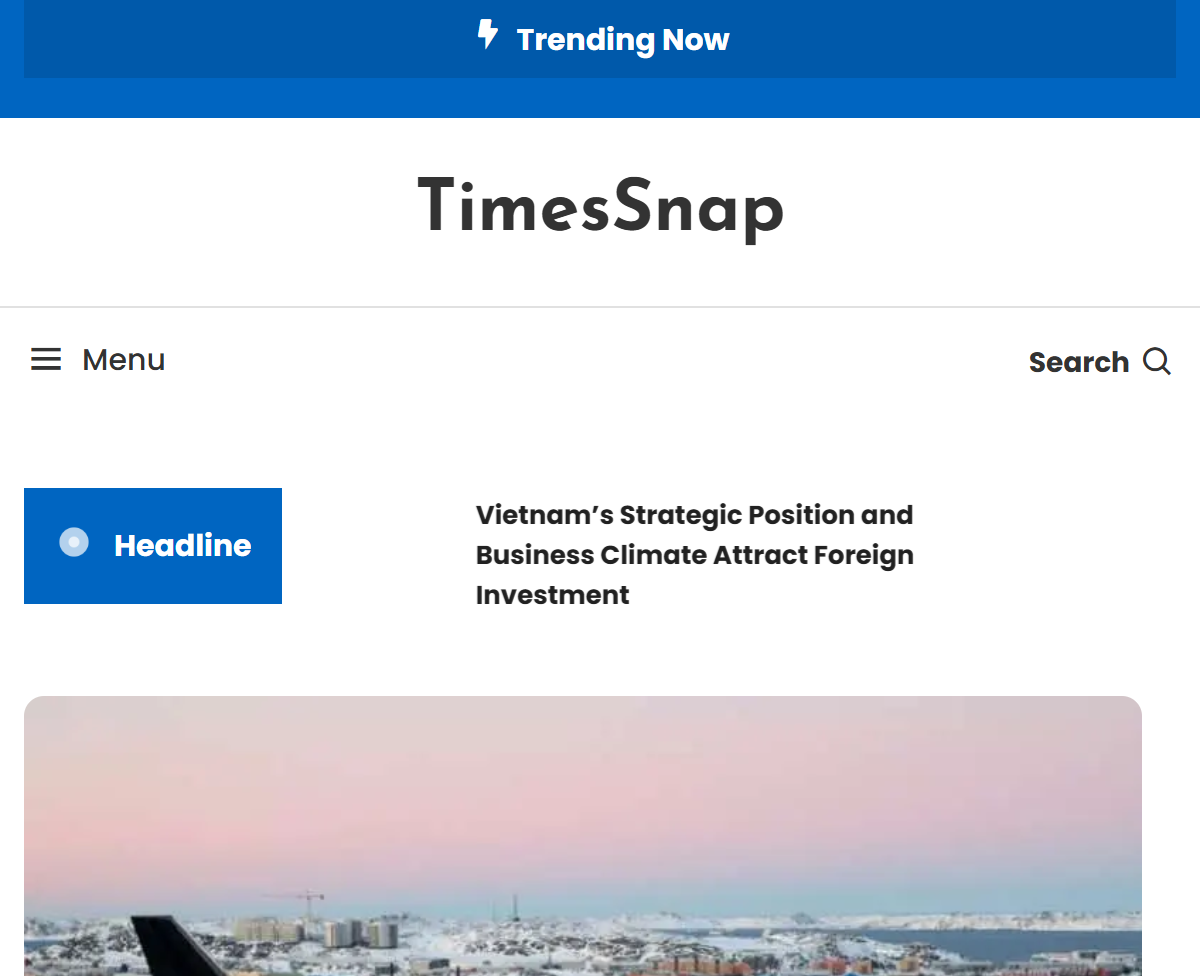 Trending Now
TimesSnap
Menu
Search
Headline
Vietnam’s Strategic Position and
Business Climate Attract Foreign
Investment